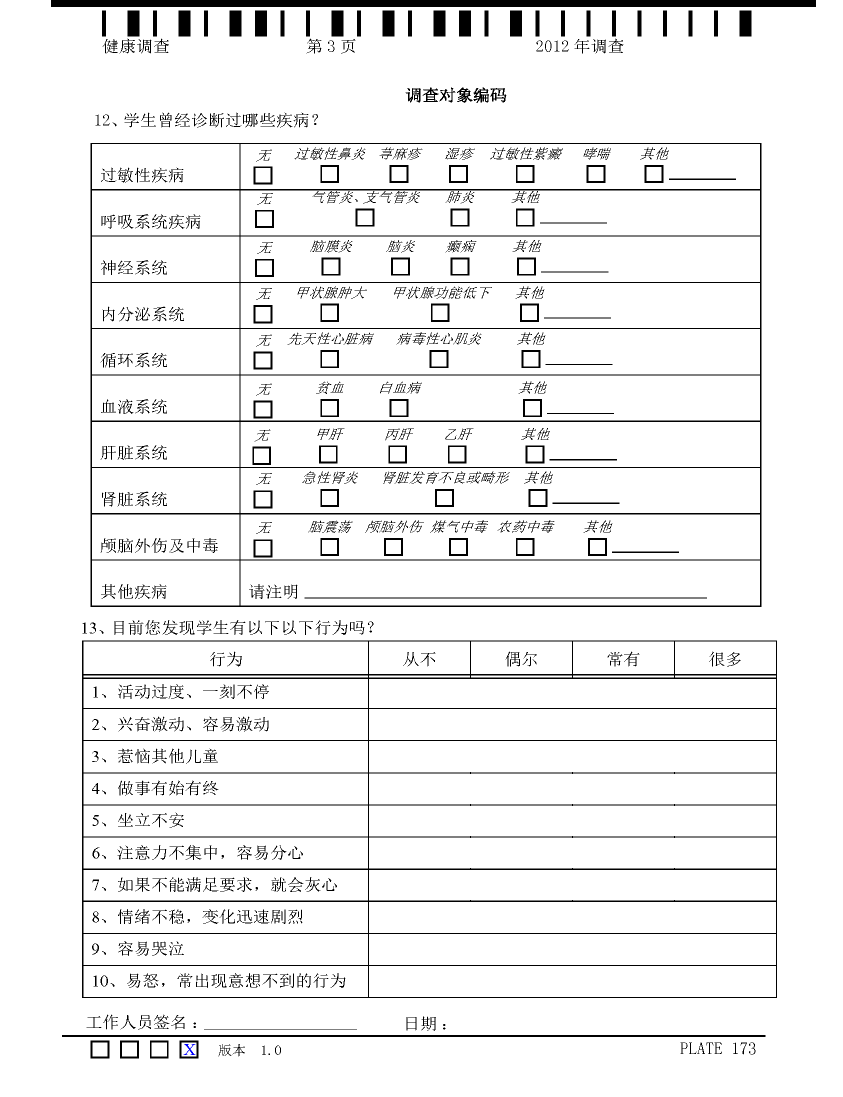 健康调查 第 3 页 2012 年调查
调查对象编码
12、学生曾经诊断过哪些疾病？
过敏性疾病 无 过敏性鼻炎 荨麻疹 湿疹 过敏性紫癜 哮喘 其他
呼吸系统疾病 无 气管炎、支气管炎 肺炎 其他
神经系统 无 脑膜炎 脑炎 癫痫 其他
内分泌系统 无 甲状腺肿大 甲状腺功能低下 其他
循环系统 无 先天性心脏病 病毒性心肌炎 其他
血液系统 无 贫血 白血病 其他
肝脏系统 无 甲肝 丙肝 乙肝 其他
肾脏系统 无 急性肾炎 肾脏发育不良或畸形 其他
颅脑外伤及中毒 无 脑震荡 颅脑外伤 煤气中毒 农药中毒 其他
其他疾病 请注明
13、目前您发现学生有以下以下行为吗？
行为 从不 偶尔 常有 很多
1、活动过度、一刻不停
2、兴奋激动、容易激动
3、惹恼其他儿童
4、做事有始有终
5、坐立不安
6、注意力不集中，容易分心
7、如果不能满足要求，就会灰心
8、情绪不稳，变化迅速剧烈
9、容易哭泣
10、易怒，常出现意想不到的行为
工作人员签名： 日期：
X 版本 1.0 PLATE 173